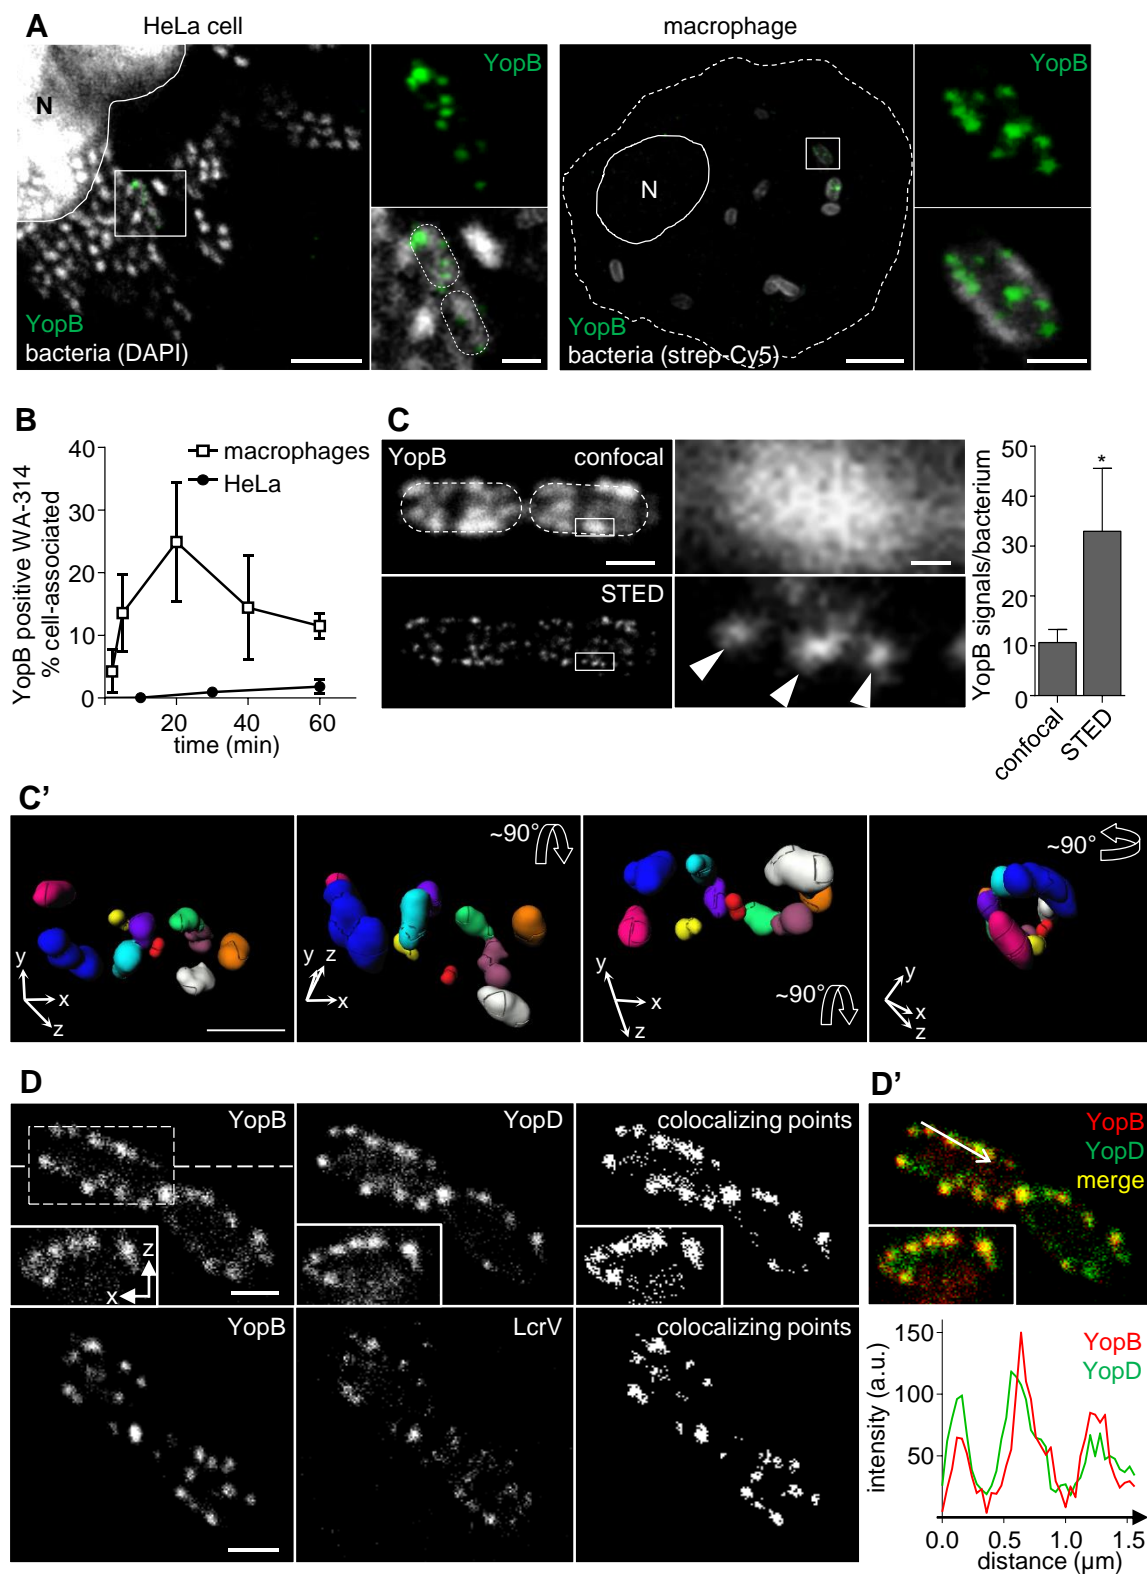 A
HeLa cell
macrophage
N
YopB
bacteria (DAPI)
YopB
N
YopB
bacteria (strep-Cy5)
YopB
B
YopB positive WA-314
% cell-associated
40
30
20
10
0
macrophages
HeLa
20
40
60
time (min)
C
YopB
confocal
STED
YopB signals/bacterium
50
40
30
20
10
0
*
confocal
STED
C'
y
x
z
~90°
y
z
x
~90°
y
x
z
~90°
y
x
z
D
YopB
z
x
YopD
colocalizing points
YopB
LcrV
colocalizing points
D'
YopB
YopD
merge
intensity (a.u.)
150
100
50
YopB
YopD
0.0
0.5
1.0
1.5
distance (µm)